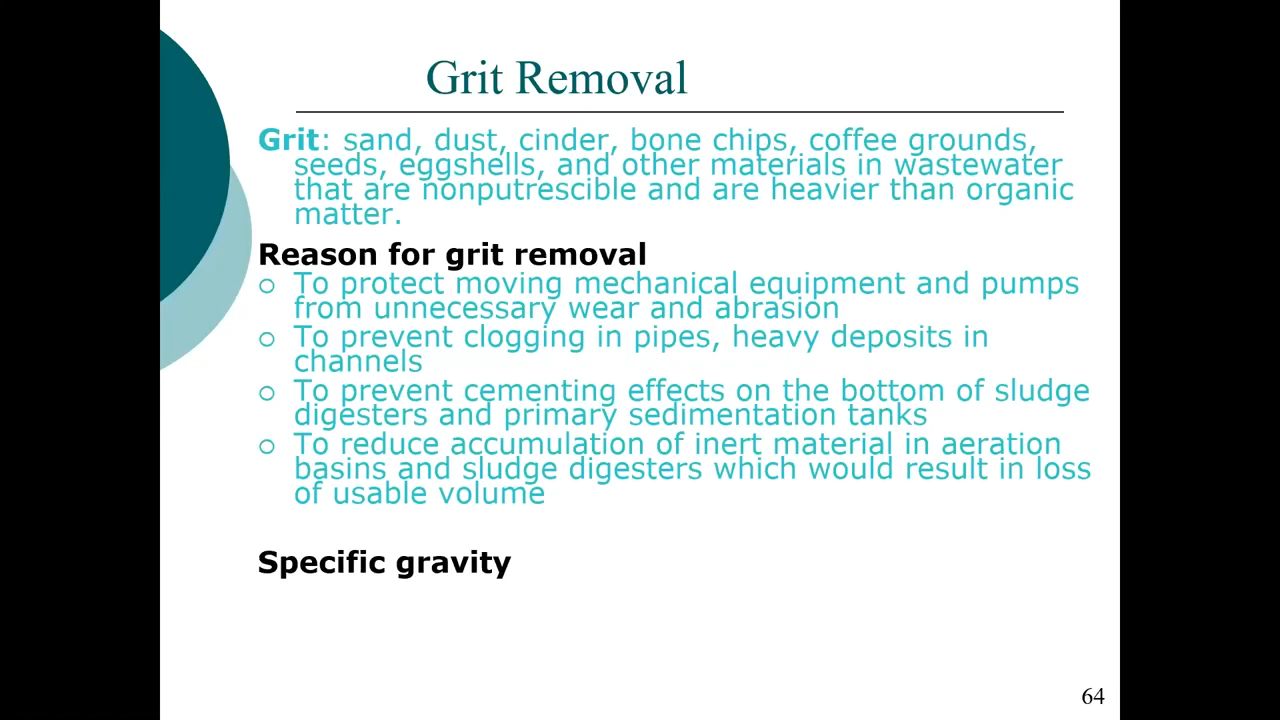 Grit Removal
Grit: sand, dust, cinder, bone chips, coffee grounds,
seeds, eggshells, and other materials in wastewater
that are nonputrescible and are heavier than organic
matter.
Reason for grit removal
To protect moving mechanical equipment and pumps
from unnecessary wear and abrasion
To prevent clogging in pipes, heavy deposits in
channels
To prevent cementing effects on the bottom of sludge
digesters and primary sedimentation tanks
To reduce accumulation of inert material in aeration
basins and sludge digesters which would result in loss
of usable volume
Specific gravity
64